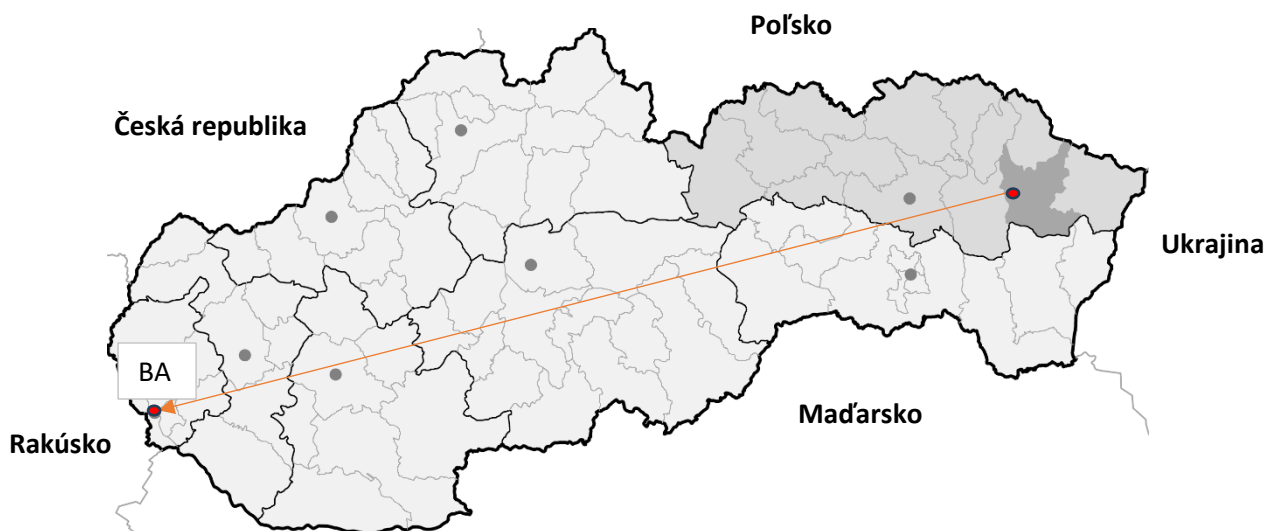 Poľsko
Česká republika
Ukrajina
BA
Maďarsko
Rakúsko